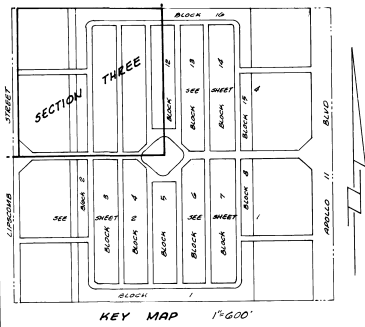 BLOCK 16
SECTION THREE
BLOCK 12
BLOCK 13
SEE
BLOCK 14
SHEET
BLOCK 15
4
STREET
BLVD
LIPSCOMB
APOLLO
BLOCK 2
SEE
BLOCK 3
SHEET
BLOCK 4
2
BLOCK 5
BLOCK 6
SEE
BLOCK 7
SHEET
BLOCK 8
1
11
BLOCK 1
KEY MAP 1"=600'